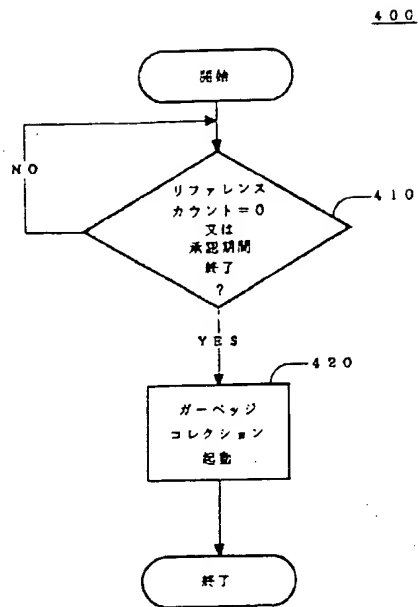 400
開始
NO
リファレンス
カウント=0
又は
承認期間
終了
?
410
YES
420
ガーベッジ
コレクション
起動
終了